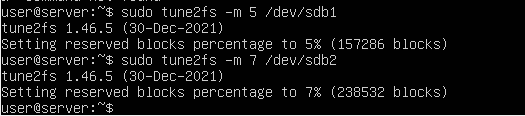 user@server:~$ sudo tune2fs -m 5 /dev/sdb1
tune2fs 1.46.5 (30-Dec-2021)
Setting reserved blocks percentage to 5% (157286 blocks)
user@server:~$ sudo tune2fs -m 7 /dev/sdb2
tune2fs 1.46.5 (30-Dec-2021)
Setting reserved blocks percentage to 7% (238532 blocks)
user@server:~$